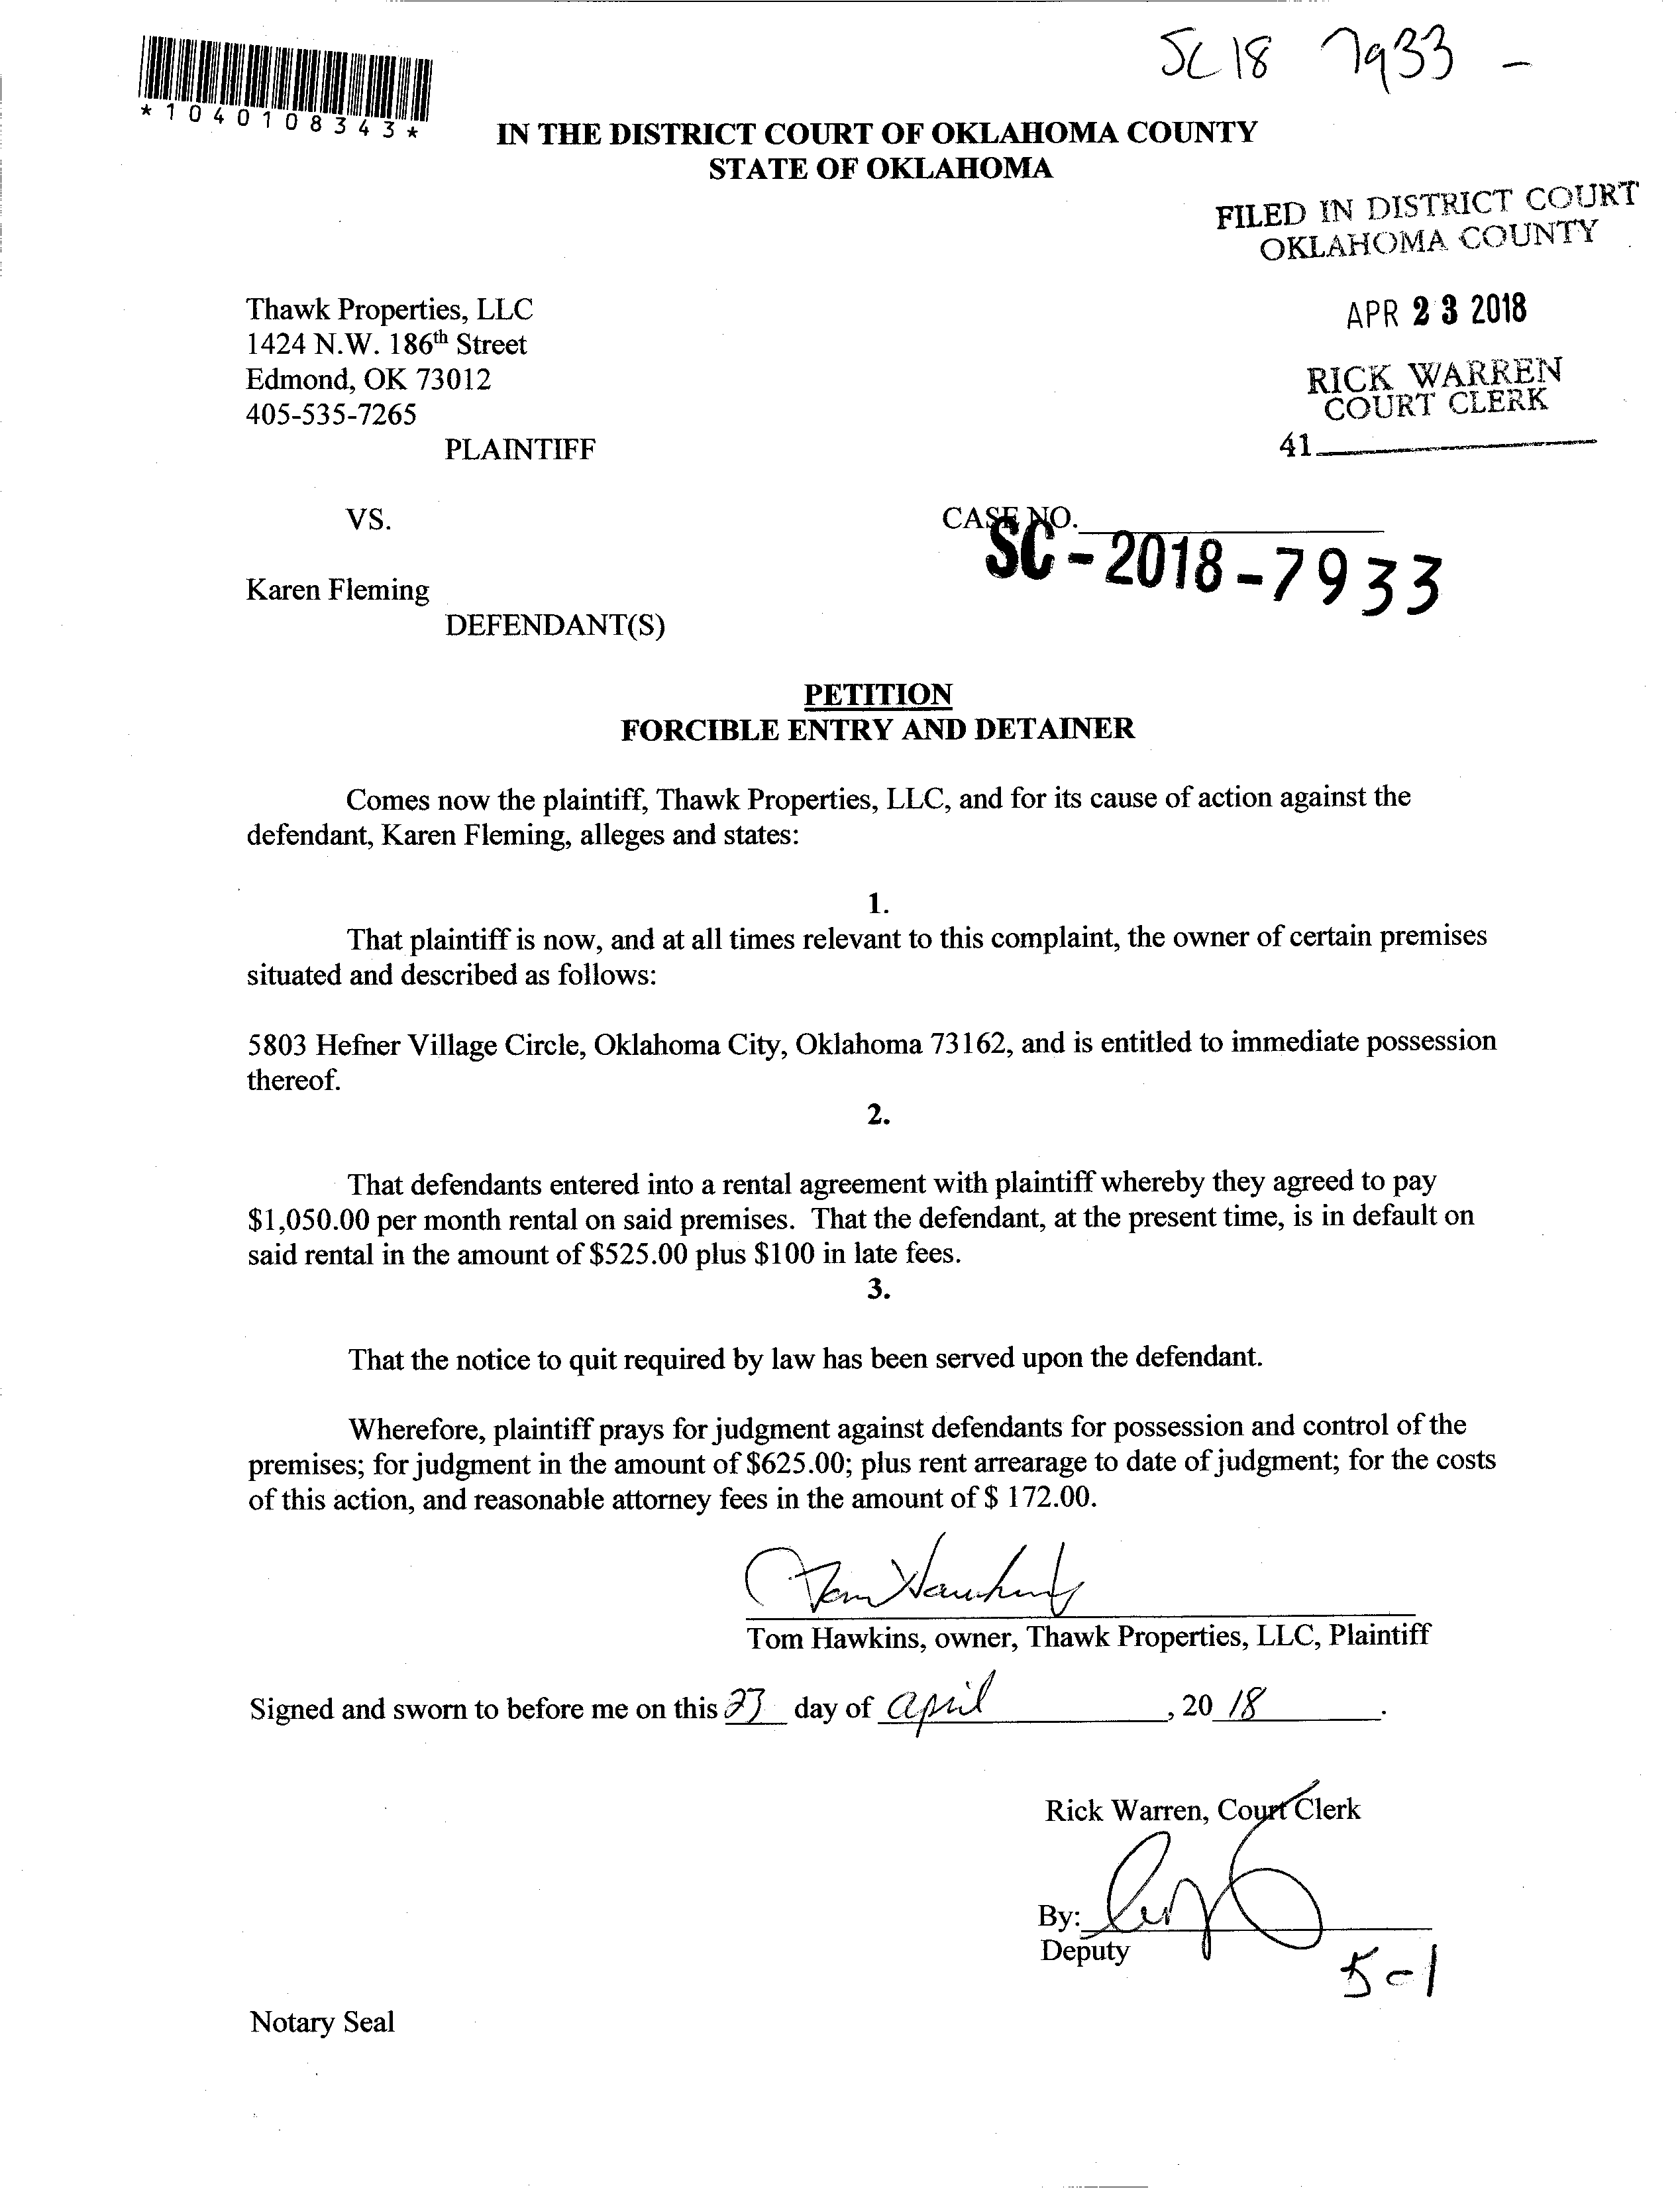 SC18 7933 -
*1040108343*
IN THE DISTRICT COURT OF OKLAHOMA COUNTY
STATE OF OKLAHOMA
FILED IN DISTRICT COURT
OKLAHOMA COUNTY
APR 23 2018
RICK WARREN
COURT CLERK
41
Thawk Properties, LLC
1424 N.W. 186th Street
Edmond, OK 73012
405-535-7265
PLAINTIFF
VS.
CASE NO.
SC-2018-7933
Karen Fleming
DEFENDANT(S)
PETITION
FORCIBLE ENTRY AND DETAINER
Comes now the plaintiff, Thawk Properties, LLC, and for its cause of action against the
defendant, Karen Fleming, alleges and states:
1.
That plaintiff is now, and at all times relevant to this complaint, the owner of certain premises
situated and described as follows:
5803 Hefner Village Circle, Oklahoma City, Oklahoma 73162, and is entitled to immediate possession
thereof.
2.
That defendants entered into a rental agreement with plaintiff whereby they agreed to pay
$1,050.00 per month rental on said premises. That the defendant, at the present time, is in default on
said rental in the amount of $525.00 plus $100 in late fees.
3.
That the notice to quit required by law has been served upon the defendant.
Wherefore, plaintiff prays for judgment against defendants for possession and control of the
premises; for judgment in the amount of $625.00; plus rent arrearage to date of judgment; for the costs
of this action, and reasonable attorney fees in the amount of $ 172.00.
Tom Hawkins
Tom Hawkins, owner, Thawk Properties, LLC, Plaintiff
Signed and sworn to before me on this 23 day of April, 2018.
Rick Warren, Court Clerk
By:
Deputy
5-1
Notary Seal